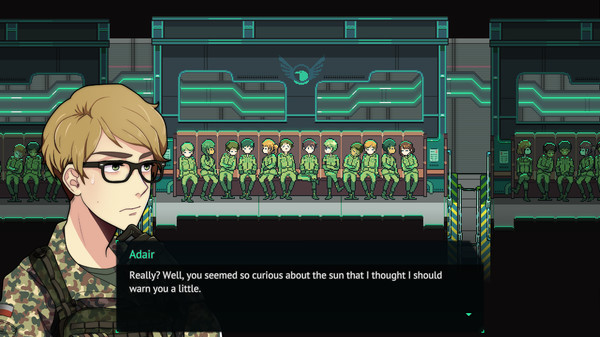 Adair
Really? Well, you seemed so curious about the sun that I thought I should
warn you a little.